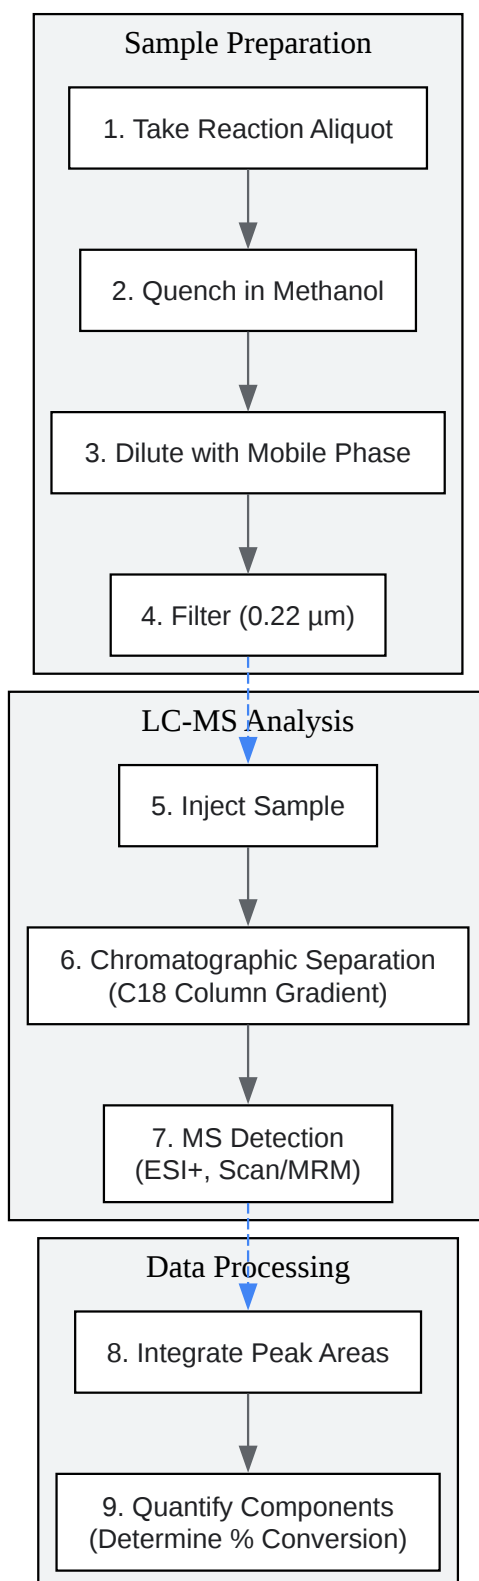 Sample Preparation
1. Take Reaction Aliquot
2. Quench in Methanol
3. Dilute with Mobile Phase
4. Filter (0.22 µm)
LC-MS Analysis
5. Inject Sample
6. Chromatographic Separation
(C18 Column Gradient)
7. MS Detection
(ESI+, Scan/MRM)
Data Processing
8. Integrate Peak Areas
9. Quantify Components
(Determine % Conversion)